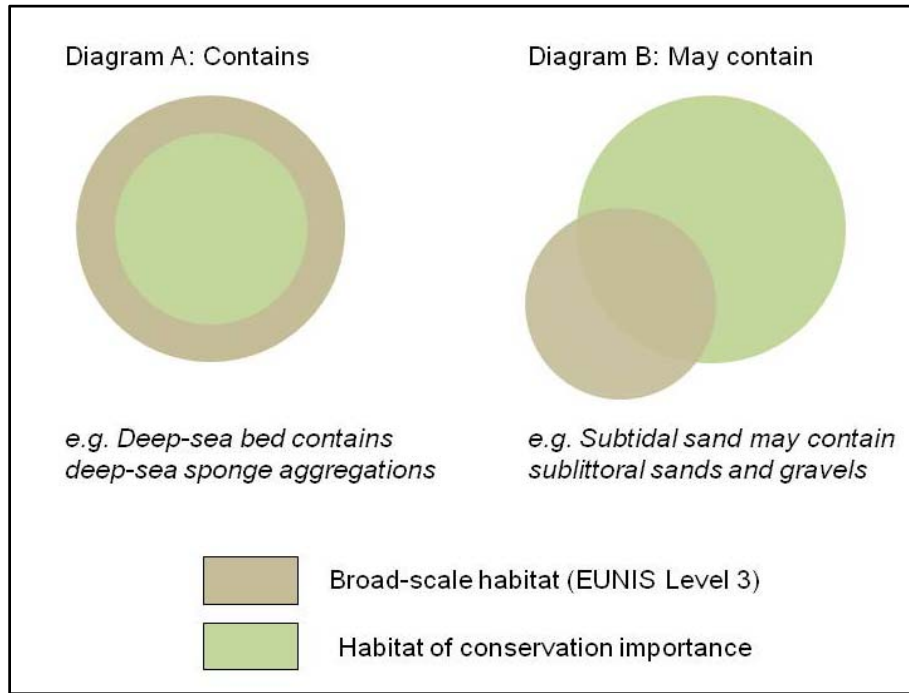 Diagram A: Contains
Diagram B: May contain
e.g. Deep-sea bed contains
deep-sea sponge aggregations
e.g. Subtidal sand may contain
sublittoral sands and gravels
Broad-scale habitat (EUNIS Level 3)
Habitat of conservation importance